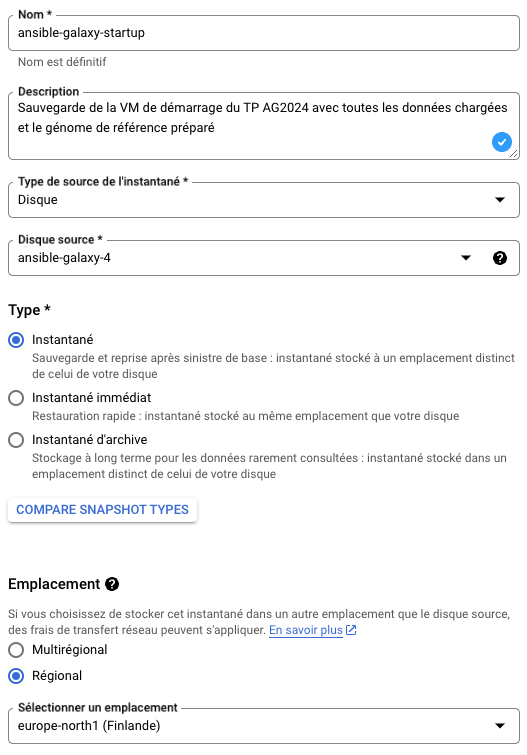 Nom *
ansible-galaxy-startup
Nom est définitif
Description
Sauvegarde de la VM de démarrage du TP AG2024 avec toutes les données chargées
et le génome de référence préparé
Type de source de l'instantané *
Disque
Disque source *
ansible-galaxy-4
Type *
Instantané
Sauvegarde et reprise après sinistre de base : instantané stocké à un emplacement distinct
de celui de votre disque
Instantané immédiat
Restauration rapide : instantané stocké au même emplacement que votre disque
Instantané d'archive
Stockage à long terme pour les données rarement consultées : instantané stocké dans un
emplacement distinct de celui de votre disque
COMPARE SNAPSHOT TYPES
Emplacement
Si vous choisissez de stocker cet instantané dans un autre emplacement que le disque source,
des frais de transfert réseau peuvent s'appliquer. En savoir plus
Multirégional
Régional
Sélectionner un emplacement
europe-north1 (Finlande)